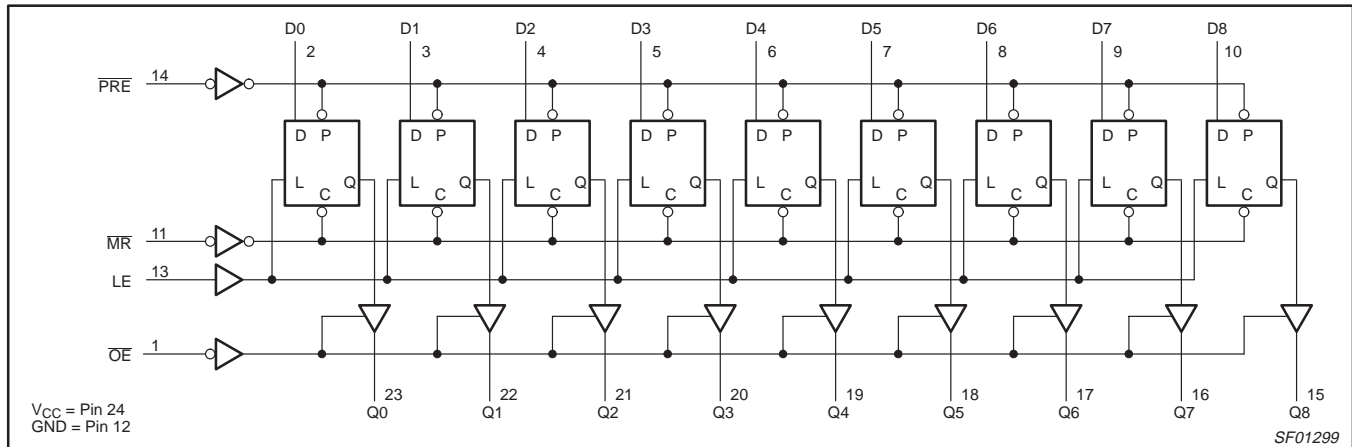 D0 D1 D2 D3 D4 D5 D6 D7 D8
2 3 4 5 6 7 8 9 10
PRE 14
D P D P D P D P D P D P D P D P D P
L Q L Q L Q L Q L Q L Q L Q L Q L Q
C C C C C C C C C
MR 11
LE 13
OE 1
23 22 21 20 19 18 17 16 15
Q0 Q1 Q2 Q3 Q4 Q5 Q6 Q7 Q8
VCC = Pin 24
GND = Pin 12
SF01299